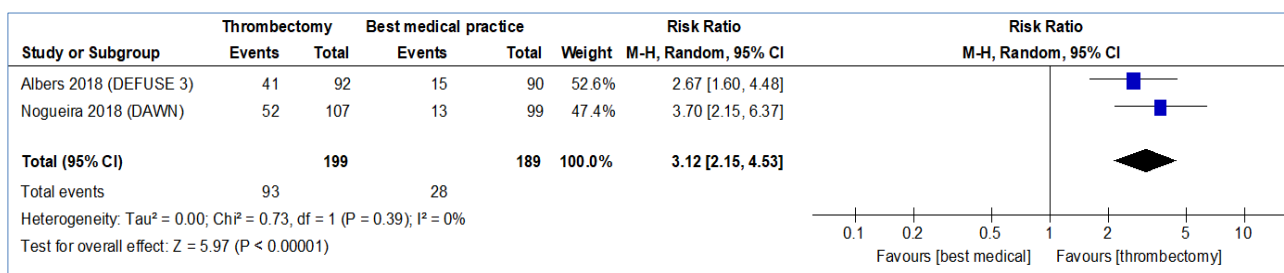 Thrombectomy Best medical practice Risk Ratio Risk Ratio
Study or Subgroup Events Total Events Total Weight M-H, Random, 95% CI M-H, Random, 95% CI
Albers 2018 (DEFUSE 3) 41 92 15 90 52.6% 2.67 [1.60, 4.48]
Nogueira 2018 (DAWN) 52 107 13 99 47.4% 3.70 [2.15, 6.37]
Total (95% CI) 199 189 100.0% 3.12 [2.15, 4.53]
Total events 93 28
Heterogeneity: Tau² = 0.00; Chi² = 0.73, df = 1 (P = 0.39); I² = 0%
Test for overall effect: Z = 5.97 (P < 0.00001)
0.1 0.2 0.5 1 2 5 10
Favours [best medical] Favours [thrombectomy]